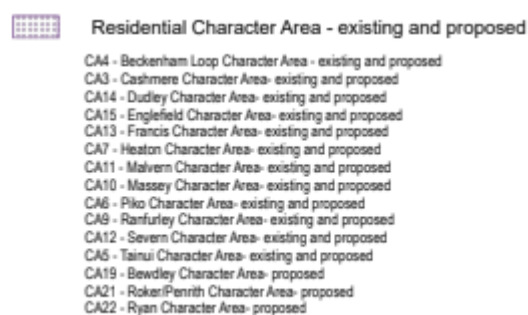 Residential Character Area - existing and proposed
CA4 - Beckenham Loop Character Area - existing and proposed
CA3 - Cashmere Character Area- existing and proposed
CA14 - Dudley Character Area- existing and proposed
CA15 - Englefield Character Area- existing and proposed
CA13 - Francis Character Area- existing and proposed
CA7 - Heaton Character Area- existing and proposed
CA11 - Malvern Character Area- existing and proposed
CA10 - Massey Character Area- existing and proposed
CA6 - Piko Character Area- existing and proposed
CA9 - Ranfurley Character Area- existing and proposed
CA12 - Severn Character Area- existing and proposed
CA5 - Tainui Character Area- existing and proposed
CA19 - Bewdley Character Area- proposed
CA21 - Roker/Penrith Character Area- proposed
CA22 - Ryan Character Area- proposed